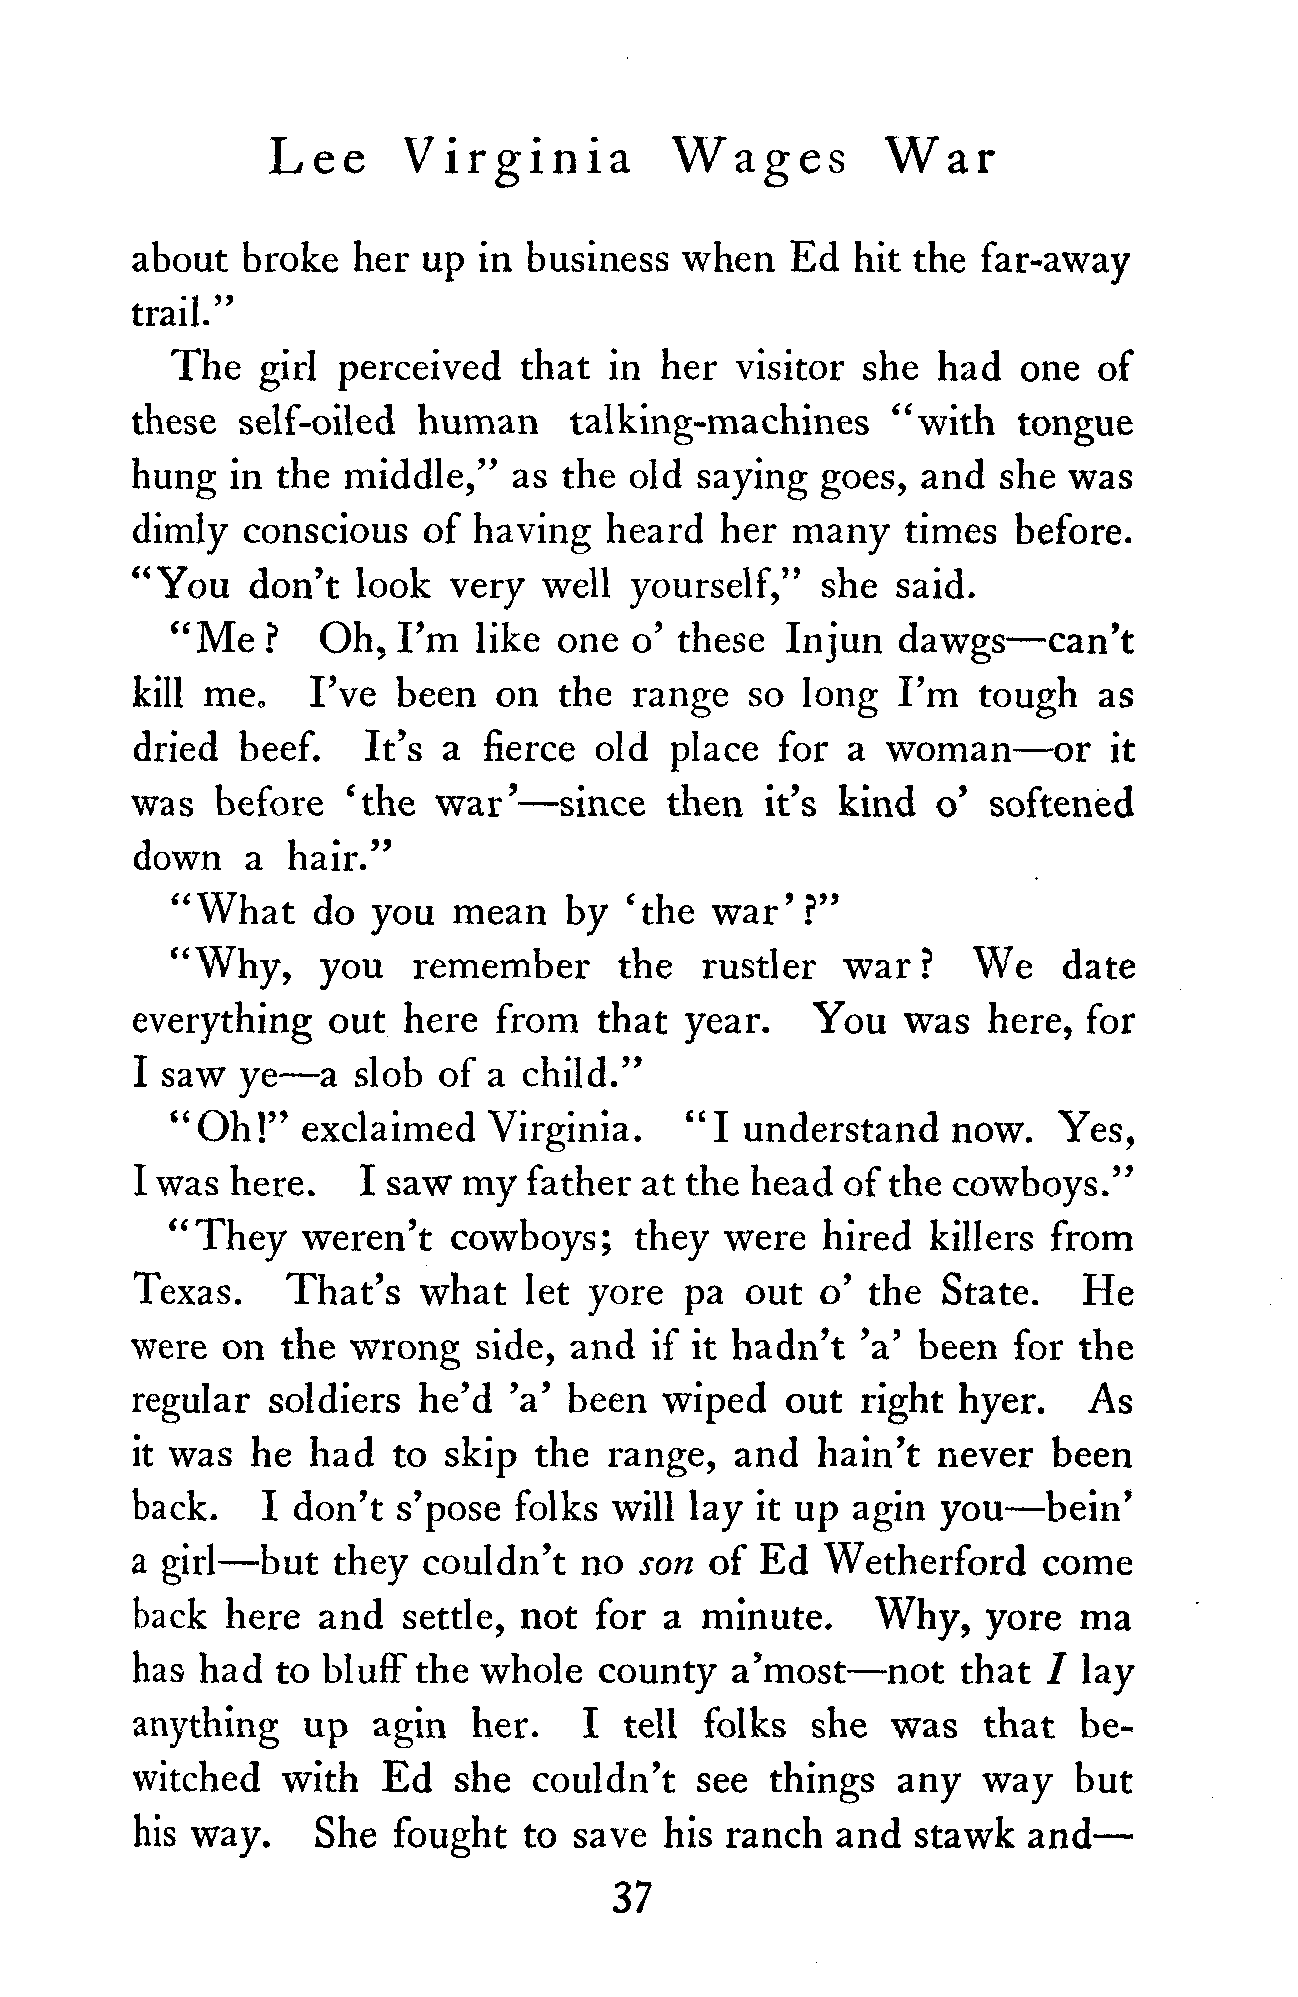 Lee Virginia Wages War
about broke her up in business when Ed hit the far-away
trail.”
The girl perceived that in her visitor she had one of
these self-oiled human talking-machines “with tongue
hung in the middle,” as the old saying goes, and she was
dimly conscious of having heard her many times before.
“You don’t look very well yourself,” she said.
“Me? Oh, I’m like one o’ these Injun dawgs—can’t
kill me. I’ve been on the range so long I’m tough as
dried beef. It’s a fierce old place for a woman—or it
was before ‘the war’—since then it’s kind o’ softened
down a hair.”
“What do you mean by ‘the war’?”
“Why, you remember the rustler war? We date
everything out here from that year. You was here, for
I saw ye—a slob of a child.”
“Oh!” exclaimed Virginia. “I understand now. Yes,
I was here. I saw my father at the head of the cowboys.”
“They weren’t cowboys; they were hired killers from
Texas. That’s what let yore pa out o’ the State. He
were on the wrong side, and if it hadn’t ’a’ been for the
regular soldiers he’d ’a’ been wiped out right hyer. As
it was he had to skip the range, and hain’t never been
back. I don’t s’pose folks will lay it up agin you—bein’
a girl—but they couldn’t no son of Ed Wetherford come
back here and settle, not for a minute. Why, yore ma
has had to bluff the whole county a’most—not that I lay
anything up agin her. I tell folks she was that be-
witched with Ed she couldn’t see things any way but
his way. She fought to save his ranch and stawk and—
37